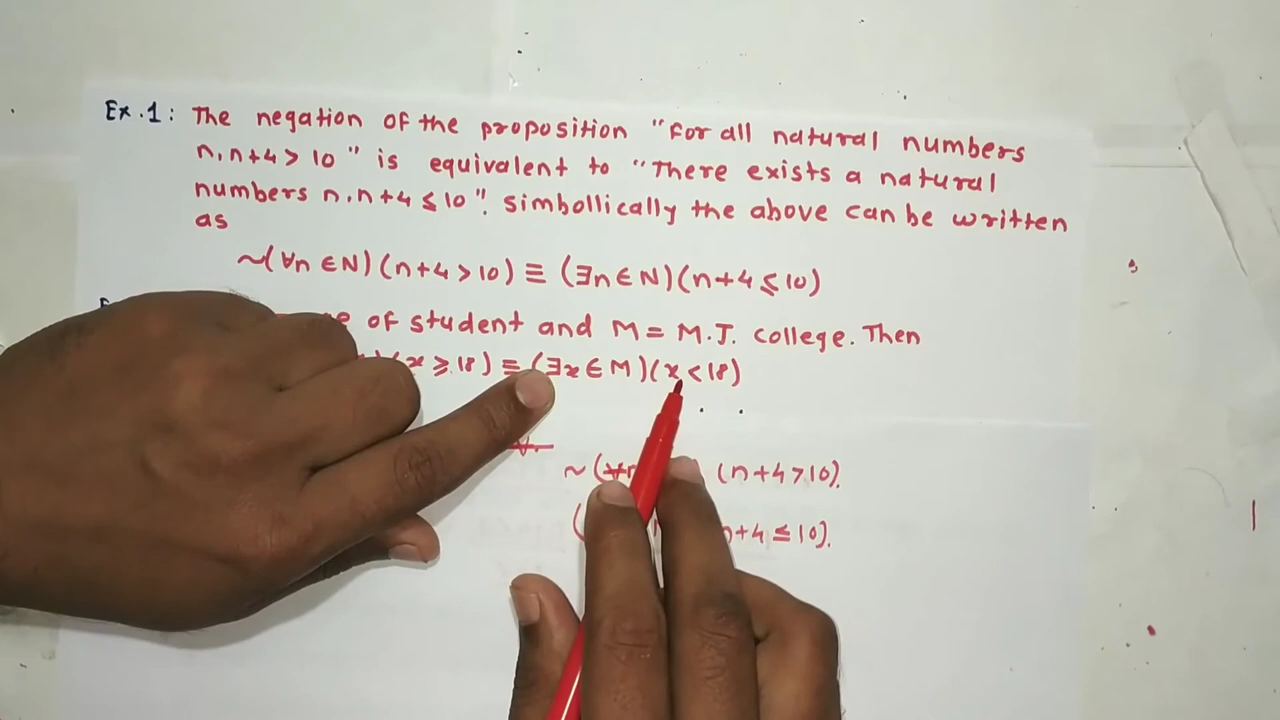 Ex.1: The negation of the proposition "For all natural numbers
n, n+4 > 10" is equivalent to "There exists a natural
numbers n, n+4 ≤ 10". Simbollically the above can be written
as
~(∀n ∈ N)(n+4 > 10) ≡ (∃n ∈ N)(n+4 ≤ 10)
of student and M = M.J. college. Then
(x ≥ 18) ≡ (∃x ∈ M)(x < 18)
~( (n+4 > 10).
( n+4 ≤ 10).